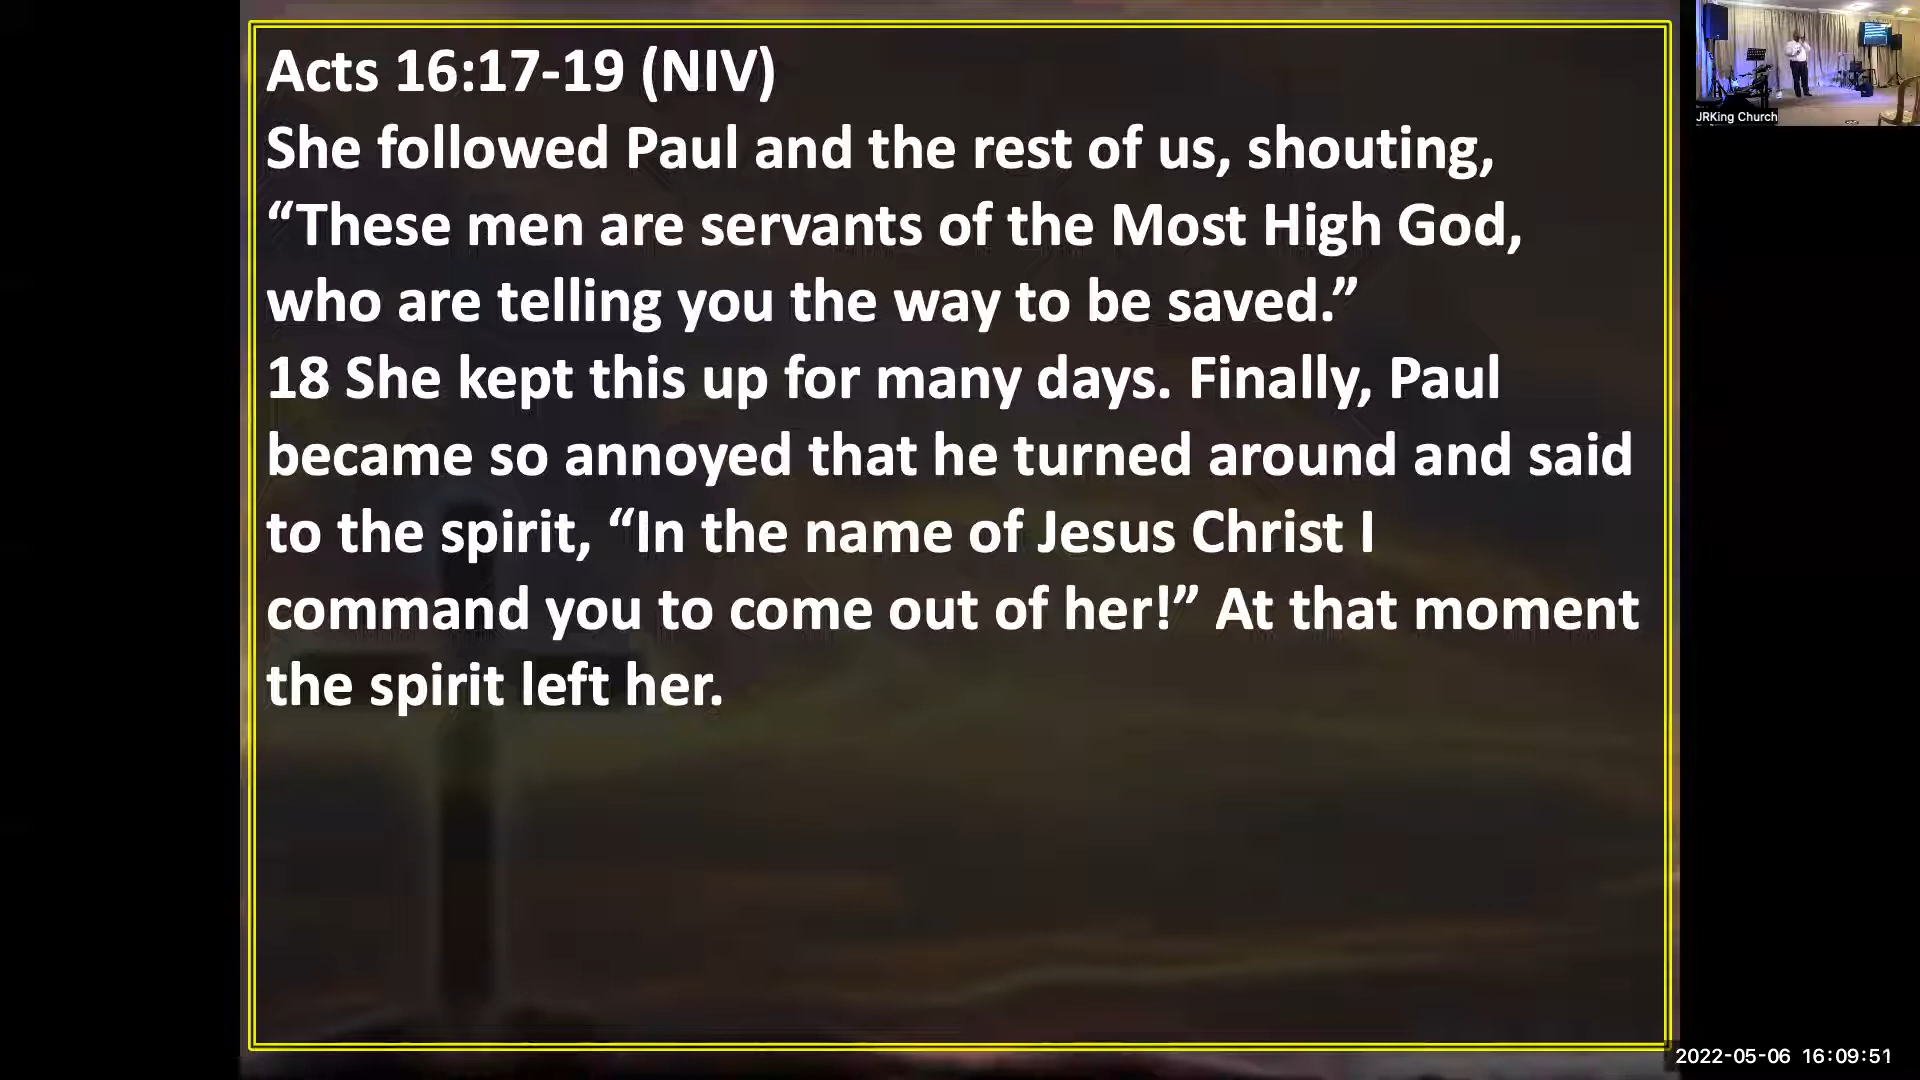 Acts 16:17-19 (NIV)
She followed Paul and the rest of us, shouting,
“These men are servants of the Most High God,
who are telling you the way to be saved.”
18 She kept this up for many days. Finally, Paul
became so annoyed that he turned around and said
to the spirit, “In the name of Jesus Christ I
command you to come out of her!” At that moment
the spirit left her.
JRKing Church
2022-05-06 16:09:51